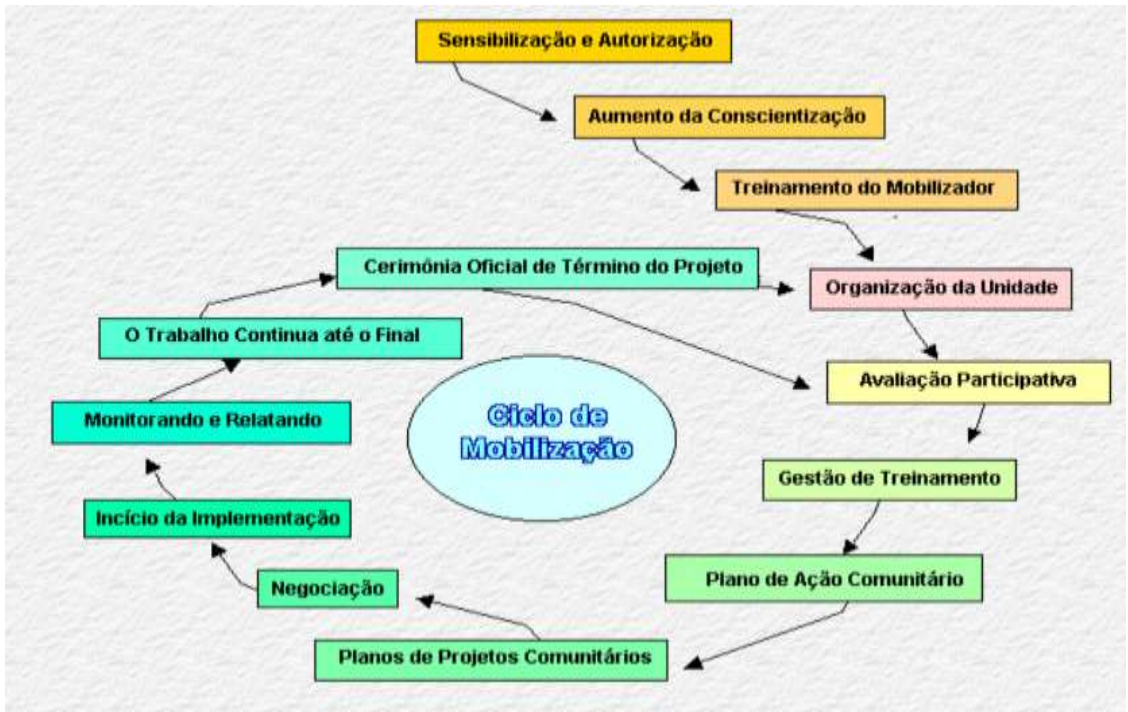 Sensibilização e Autorização
Aumento da Conscientização
Treinamento do Mobilizador
Cerimônia Oficial de Término do Projeto
Organização da Unidade
O Trabalho Continua até o Final
Avaliação Participativa
Ciclo de
Mobilização
Monitorando e Relatando
Gestão de Treinamento
Incício da Implementação
Plano de Ação Comunitário
Negociação
Planos de Projetos Comunitários